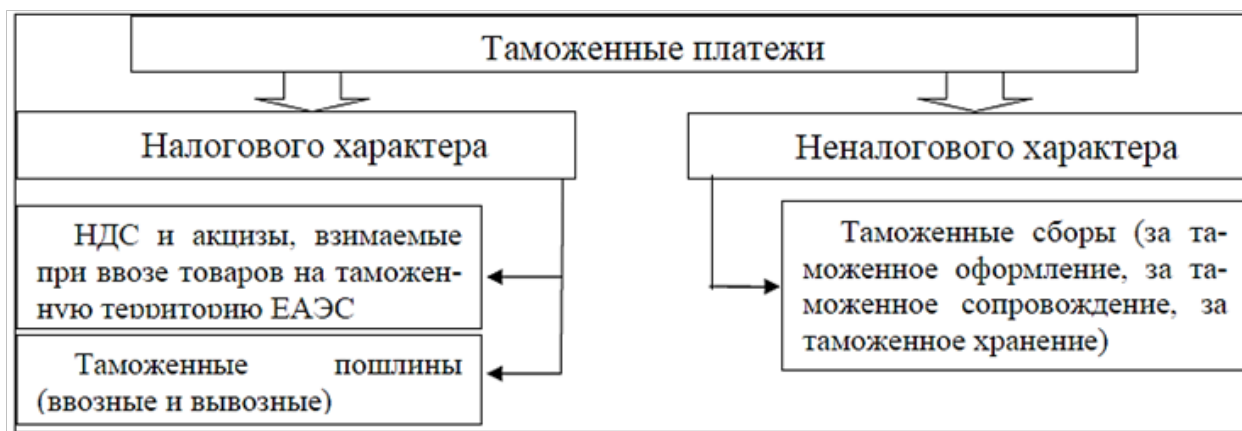 Таможенные платежи
Налогового характера
Неналогового характера
НДС и акцизы, взимаемые
при ввозе товаров на таможен-
ную территорию ЕАЭС
Таможенные пошлины
(ввозные и вывозные)
Таможенные сборы (за та-
моженное оформление, за та-
моженное сопровождение, за
таможенное хранение)